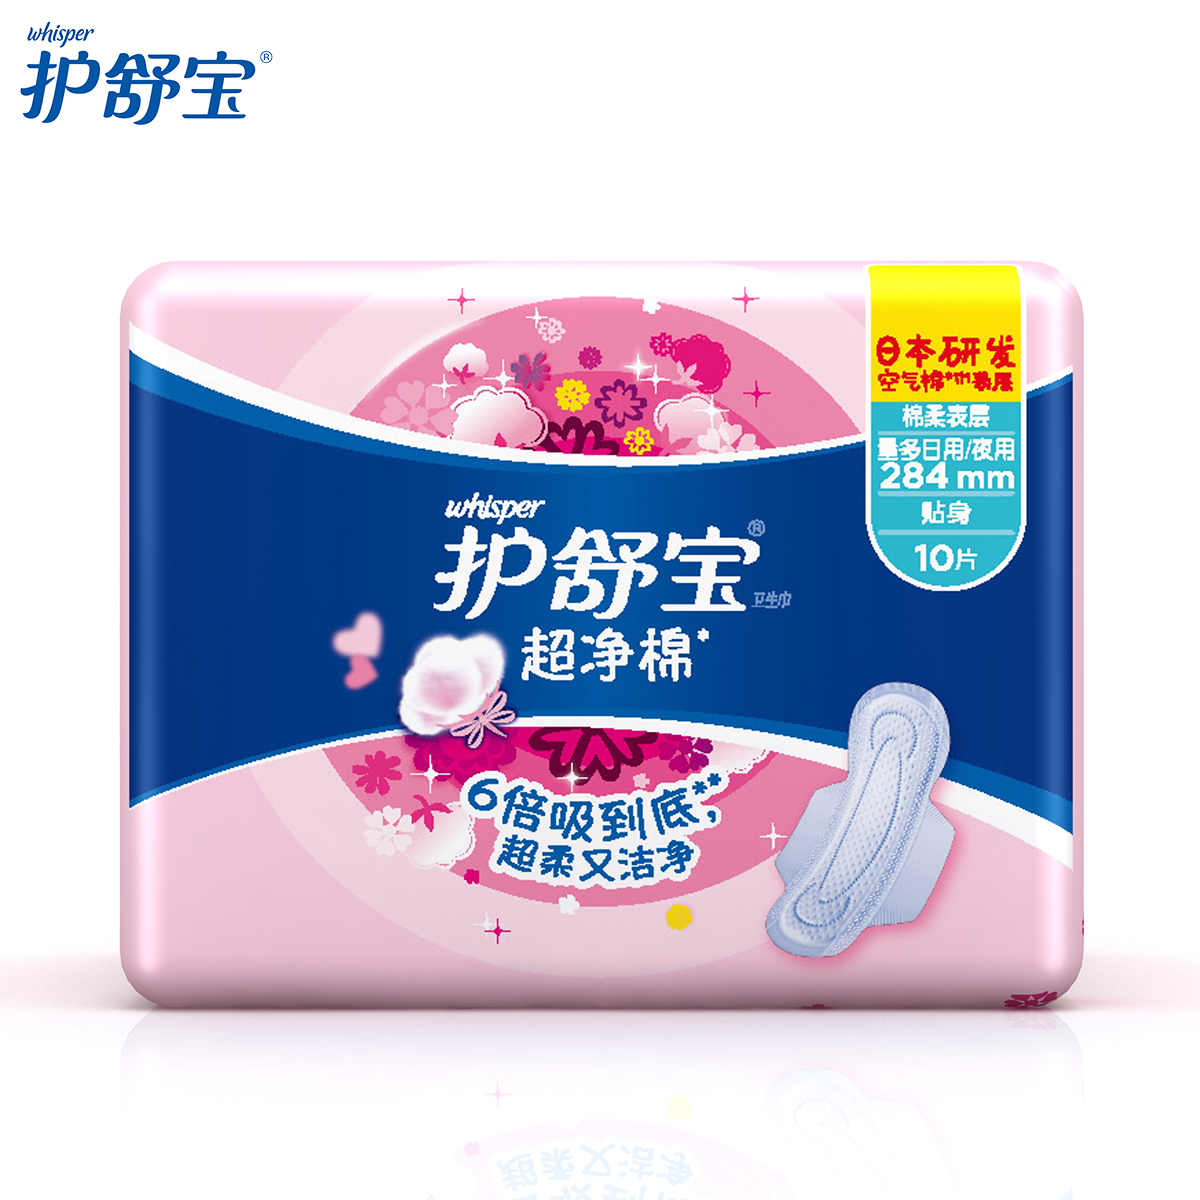 whisper
护舒宝®
日本研发
棉柔表层
量多日用/夜用
284 mm
贴身
10片
whisper
护舒宝®
卫生巾
超净棉*
6倍吸到底**,
超柔又洁净